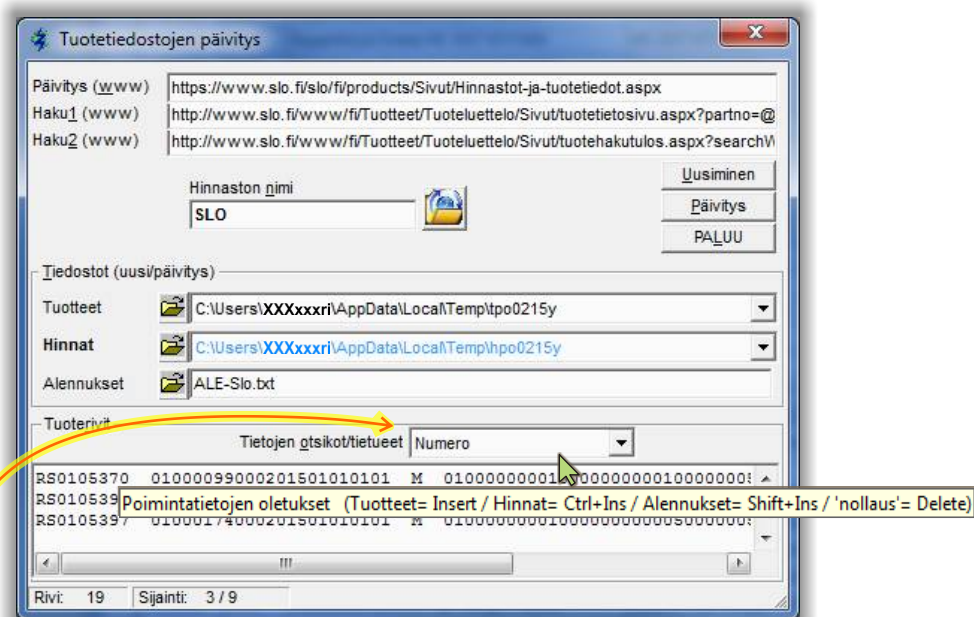 Tuotetiedostojen päivitys
Päivitys (www) https://www.slo.fi/slo/fi/products/Sivut/Hinnastot-ja-tuotetiedot.aspx
Haku1 (www) http://www.slo.fi/www/fi/Tuotteet/Tuoteluettelo/Sivut/tuotetietosivu.aspx?partno=@
Haku2 (www) http://www.slo.fi/www/fi/Tuotteet/Tuoteluettelo/Sivut/tuotehakutulos.aspx?search
Hinnaston nimi
SLO
Uusiminen
Päivitys
PALUU
Tiedostot (uusi/päivitys)
Tuotteet C:\Users\XXXxxxri\AppData\Local\Temp\tpo0215y
Hinnat C:\Users\XXXxxxri\AppData\Local\Temp\hpo0215y
Alennukset ALE-Slo.txt
Tuoterivit
Tietojen otsikot/tietueet Numero
RS0105370 01000099000201501010101 M
RS010539
Poimintatietojen oletukset (Tuotteet= Insert / Hinnat= Ctrl+Ins / Alennukset= Shift+Ins / 'nollaus'= Delete)
RS0105397 01000174000201501010101 M
Rivi: 19 Sijainti: 3 / 9